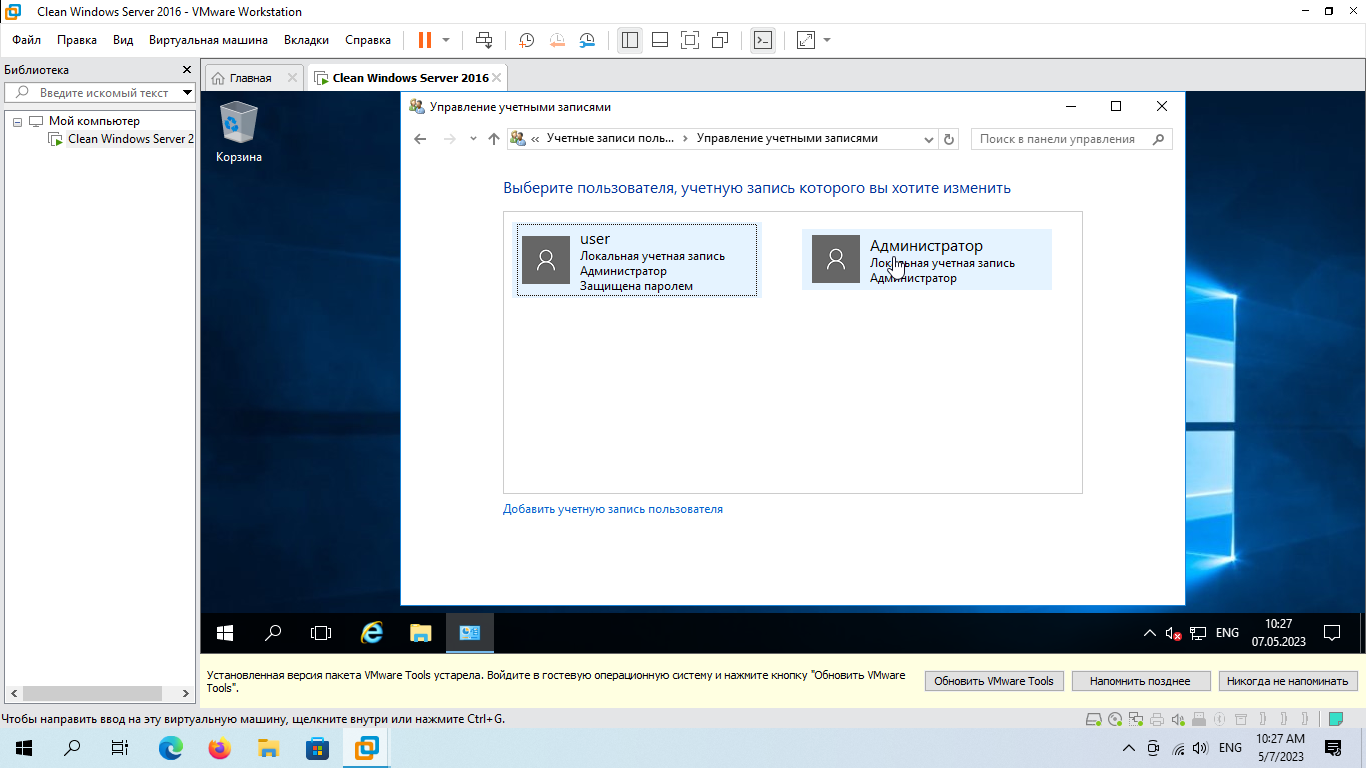 Clean Windows Server 2016 - VMware Workstation
Файл Правка Вид Виртуальная машина Вкладки Справка
Библиотека
Введите искомый текст
Мой компьютер
Clean Windows Server 2
Главная
Clean Windows Server 2016
Корзина
Управление учетными записями
« Учетные записи поль... > Управление учетными записями
Поиск в панели управления
Выберите пользователя, учетную запись которого вы хотите изменить
user
Локальная учетная запись
Администратор
Защищена паролем
Администратор
Локальная учетная запись
Администратор
Добавить учетную запись пользователя
ENG
10:27
07.05.2023
Установленная версия пакета VMware Tools устарела. Войдите в гостевую операционную систему и нажмите кнопку "Обновить VMware
Tools".
Обновить VMware Tools
Напомнить позднее
Никогда не напоминать
Чтобы направить ввод на эту виртуальную машину, щелкните внутри или нажмите Ctrl+G.
ENG
10:27 AM
5/7/2023